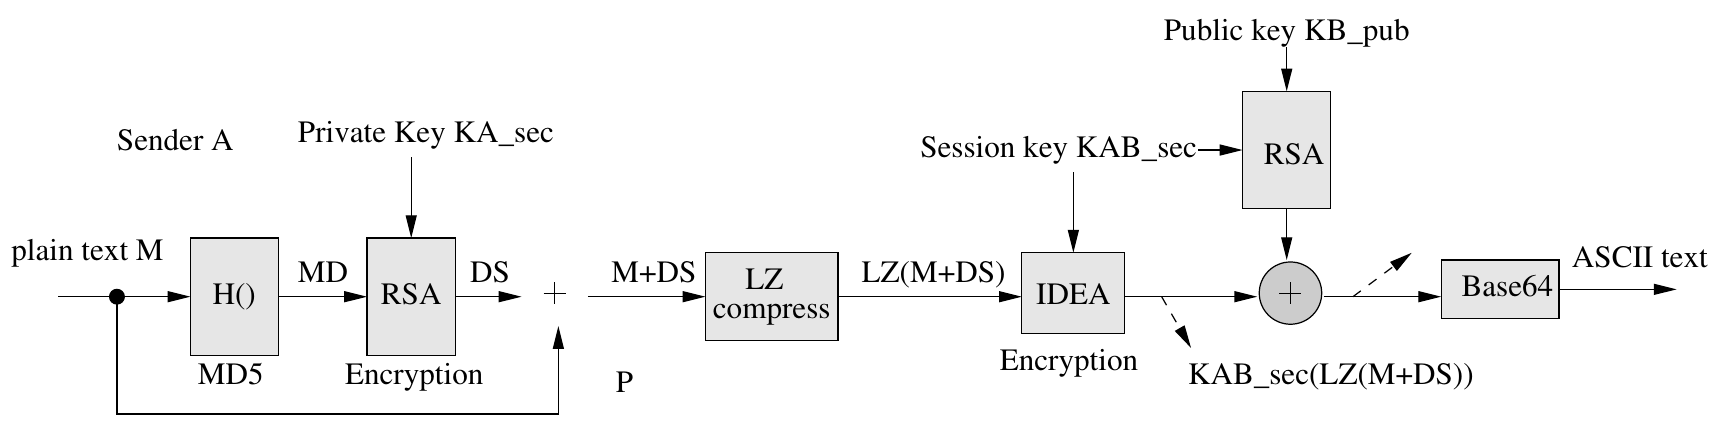 Public key KB_pub
Sender A
Private Key KA_sec
Session key KAB_sec
RSA
plain text M
H()
MD
RSA
DS
+
M+DS
LZ
compress
LZ(M+DS)
IDEA
+
Base64
ASCII text
MD5
Encryption
P
Encryption
KAB_sec(LZ(M+DS))